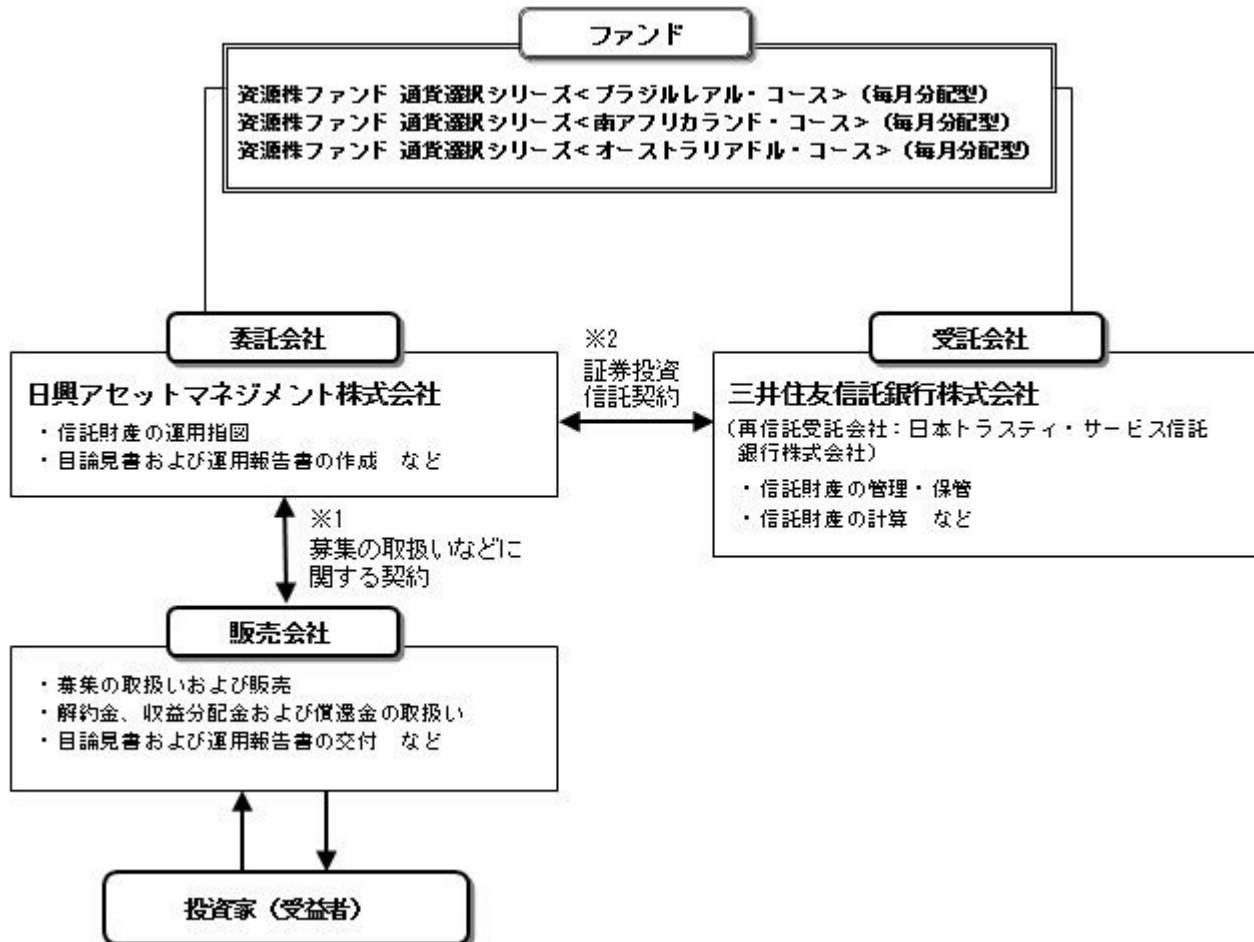 ファンド
資源株ファンド 通貨選択シリーズ<ブラジルレアル・コース>(毎月分配型)
資源株ファンド 通貨選択シリーズ<南アフリカランド・コース>(毎月分配型)
資源株ファンド 通貨選択シリーズ<オーストラリアドル・コース>(毎月分配型)
委託会社
日興アセットマネジメント株式会社
・信託財産の運用指図
・目論見書および運用報告書の作成 など
※2
証券投資
信託契約
受託会社
三井住友信託銀行株式会社
(再信託受託会社:日本トラスティ・サービス信託
銀行株式会社)
・信託財産の管理・保管
・信託財産の計算 など
※1
募集の取扱いなどに
関する契約
販売会社
・募集の取扱いおよび販売
・解約金、収益分配金および償還金の取扱い
・目論見書および運用報告書の交付 など
投資家(受益者)